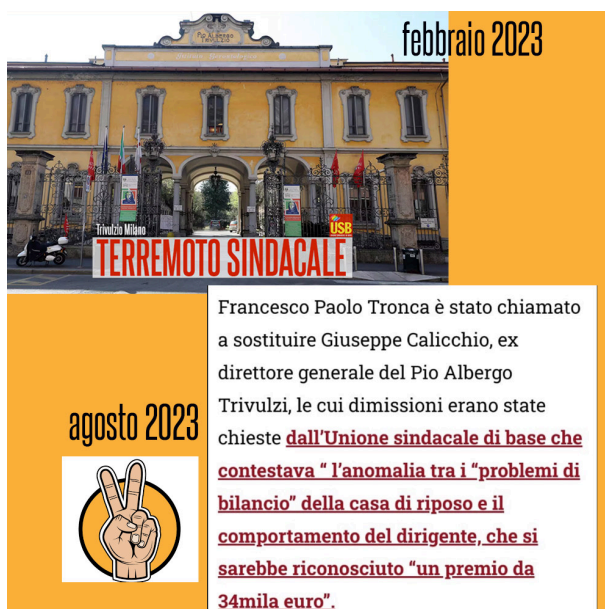 febbraio 2023
PIO ALBERGO
TRIVULZIO
Trivulzio Milano
USB
TERREMOTO SINDACALE
Francesco Paolo Tronca è stato chiamato
a sostituire Giuseppe Calicchio, ex
direttore generale del Pio Albergo
Trivulzi, le cui dimissioni erano state
chieste dall’Unione sindacale di base che
contestava “ l’anomalia tra i “problemi di
bilancio” della casa di riposo e il
comportamento del dirigente, che si
sarebbe riconosciuto “un premio da
34mila euro”.
agosto 2023